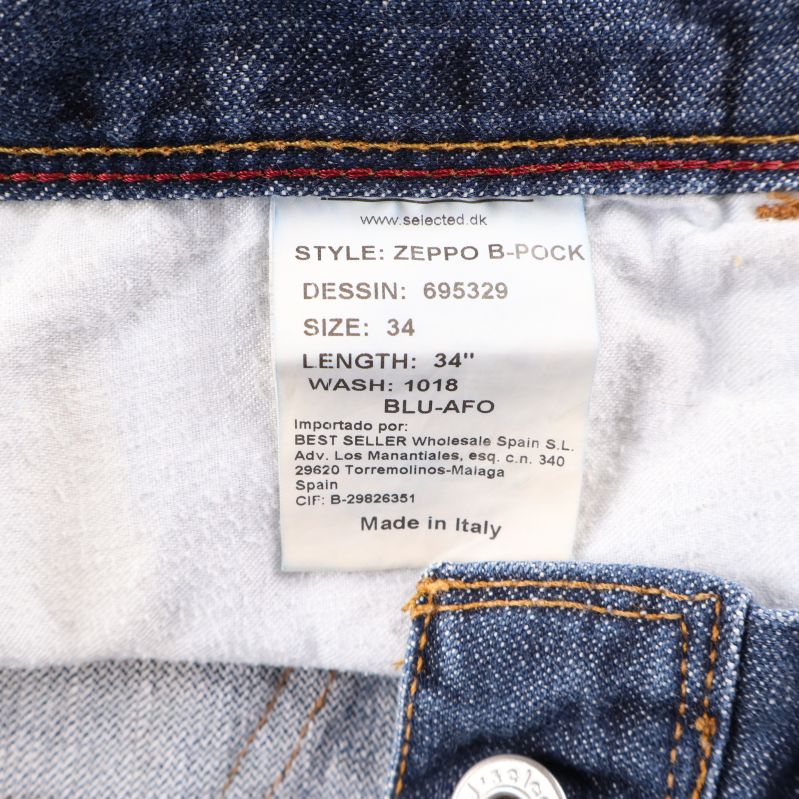 www.selected.dk
STYLE: ZEPPO B-POCK
DESSIN: 695329
SIZE: 34
LENGTH: 34"
WASH: 1018
BLU-AFO
Importado por:
BEST SELLER Wholesale Spain S.L.
Adv. Los Manantiales, esq. c.n. 340
29620 Torremolinos-Malaga
Spain
CIF: B-29826351
Made in Italy